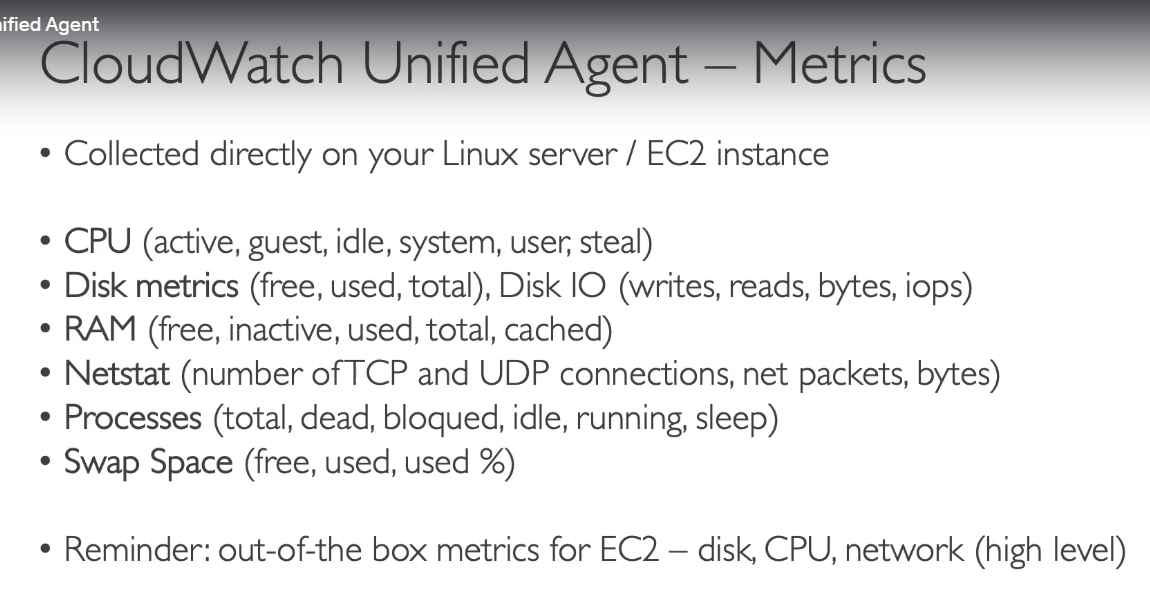 nified Agent
CloudWatch Unified Agent – Metrics
• Collected directly on your Linux server / EC2 instance
• CPU (active, guest, idle, system, user, steal)
• Disk metrics (free, used, total), Disk IO (writes, reads, bytes, iops)
• RAM (free, inactive, used, total, cached)
• Netstat (number of TCP and UDP connections, net packets, bytes)
• Processes (total, dead, bloqued, idle, running, sleep)
• Swap Space (free, used, used %)
• Reminder: out-of-the box metrics for EC2 – disk, CPU, network (high level)